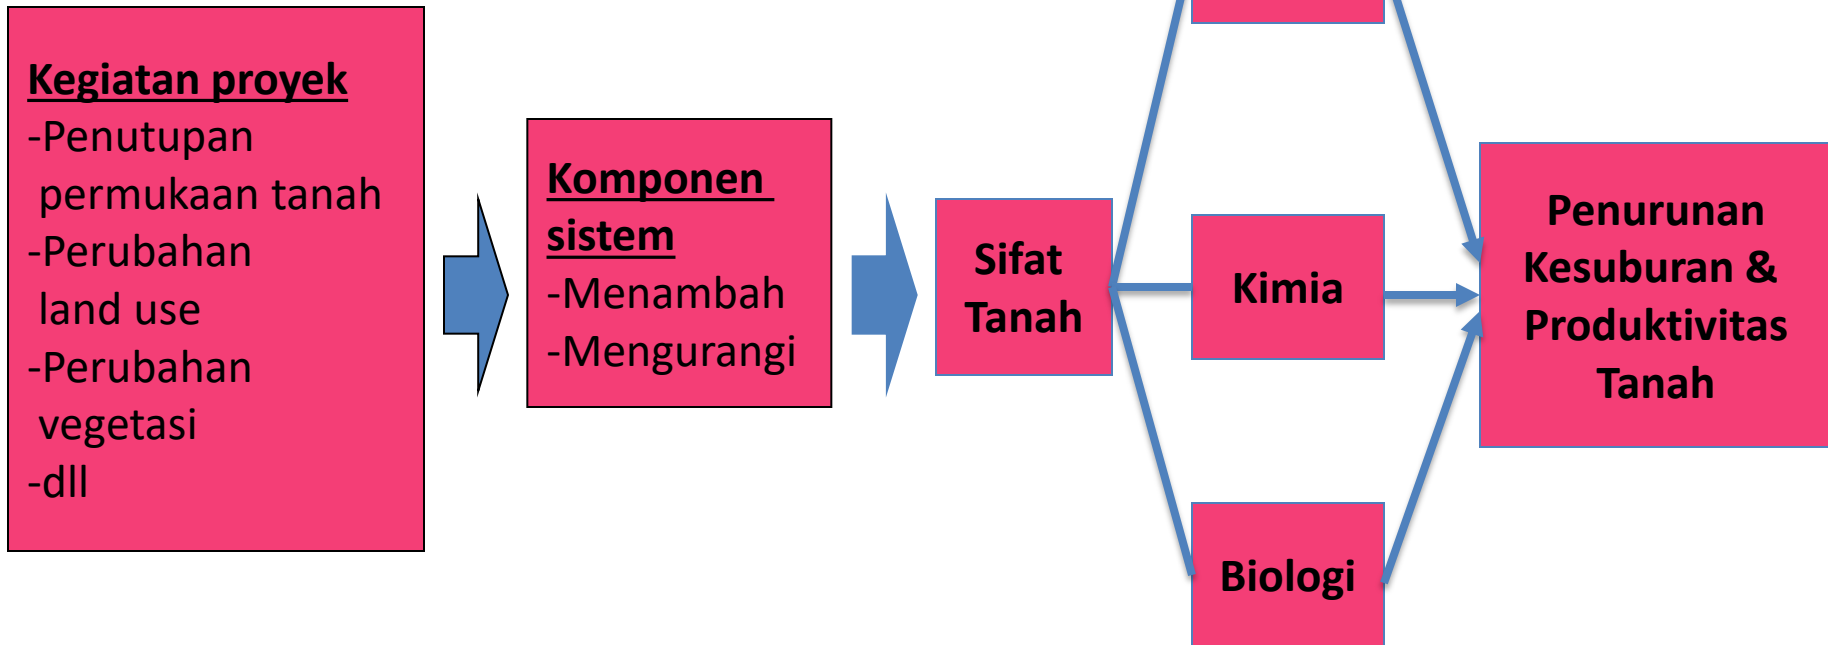 Kegiatan proyek
-Penutupan
permukaan tanah
-Perubahan
land use
-Perubahan
vegetasi
-dll
Komponen
sistem
-Menambah
-Mengurangi
Sifat
Tanah
Kimia
Biologi
Penurunan
Kesuburan &
Produktivitas
Tanah